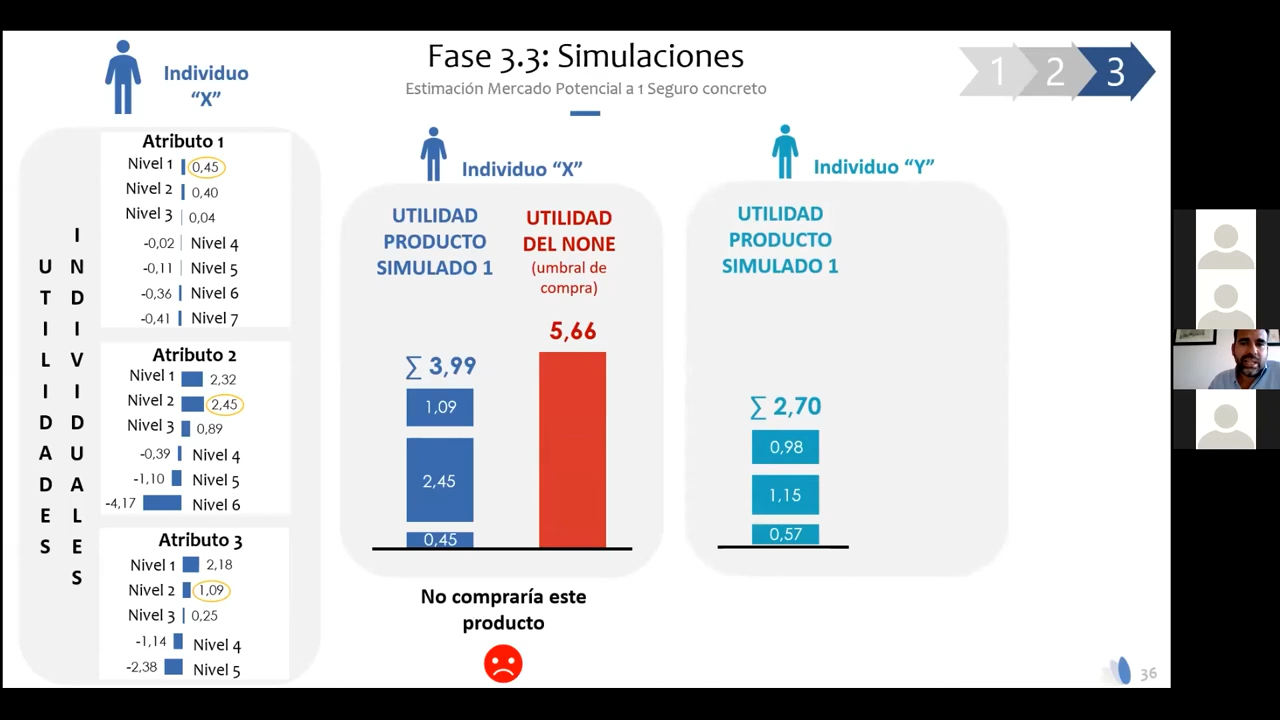 Fase 3.3: Simulaciones
Estimación Mercado Potencial a 1 Seguro concreto
1 2 3
Individuo
“X”
UTILIDADES
INDIVIDUALES
Atributo 1
Nivel 1 0,45
Nivel 2 0,40
Nivel 3 0,04
-0,02 Nivel 4
-0,11 Nivel 5
-0,36 Nivel 6
-0,41 Nivel 7
Atributo 2
Nivel 1 2,32
Nivel 2 2,45
Nivel 3 0,89
-0,39 Nivel 4
-1,10 Nivel 5
-4,17 Nivel 6
Atributo 3
Nivel 1 2,18
Nivel 2 1,09
Nivel 3 0,25
-1,14 Nivel 4
-2,38 Nivel 5
Individuo “X”
UTILIDAD
PRODUCTO
SIMULADO 1
∑ 3,99
1,09
2,45
0,45
UTILIDAD
DEL NONE
(umbral de
compra)
5,66
No compraría este
producto
Individuo “Y”
UTILIDAD
PRODUCTO
SIMULADO 1
∑ 2,70
0,98
1,15
0,57
36